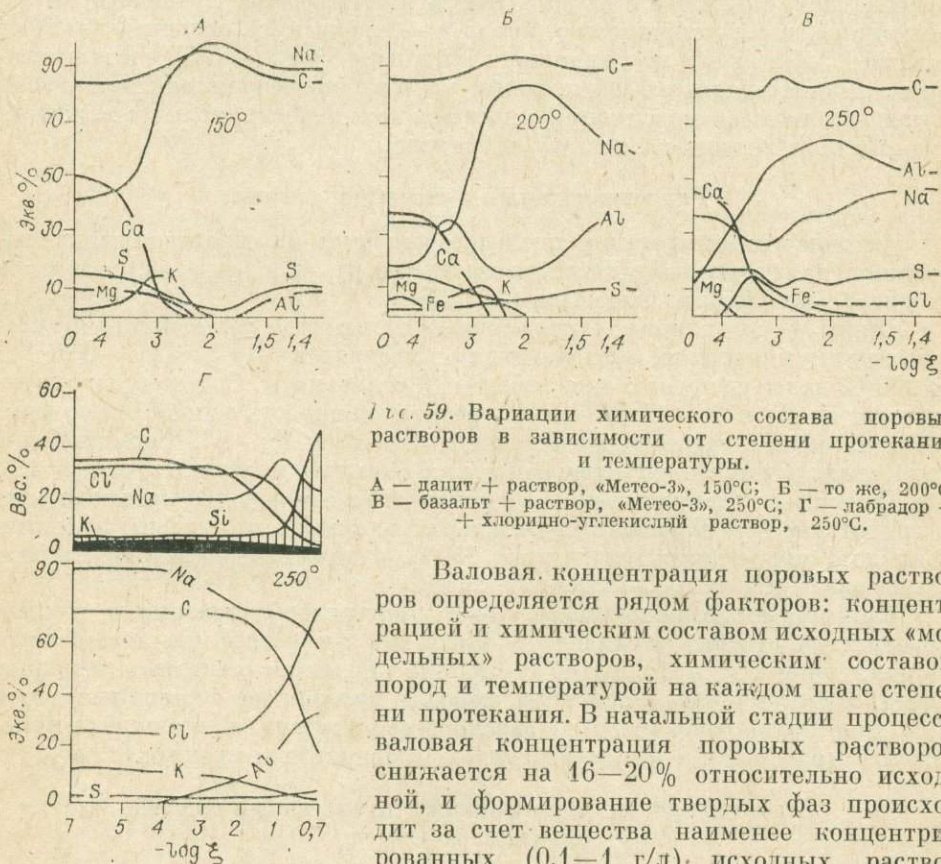 А
Экв.%
90
70
50
30
10
150°
Na
C
Ca
S
K
Mg
S
Al
0 4 3 2 1,5 1,4
Б
200°
C
Na
Al
Ca
Mg
Fe
K
S
0 4 3 2 1,5 1,4
В
250°
C
Al
Na
Ca
Mg
Fe
S
Cl
0 4 3 2 1,5 1,4
-log ξ
Г
Вес.%
60
40
20
0
C
Cl
Na
K
Si
Экв.%
90
60
40
20
0
250°
Na
C
Cl
K
Al
S
7 5 3 2 1 0,7
-log ξ
59. Вариации химического состава поровы
растворов в зависимости от степени протекани
и температуры.
А — дацит + раствор, «Метео-3», 150°С; Б — то же, 200°С
В — базальт + раствор, «Метео-3», 250°С; Г — лабрадор
+ хлоридно-углекислый раствор, 250°С.
Валовая концентрация поровых раство
ров определяется рядом факторов: концент
рацией и химическим составом исходных «мо
дельных» растворов, химическим составо
пород и температурой на каждом шаге степе
ни протекания. В начальной стадии процесс
валовая концентрация поровых растворо
снижается на 16—20% относительно исход
ной, и формирование твердых фаз происхо
дит за счет вещества наименее концентри
рованных (0,1—1 г/л) исходных раство